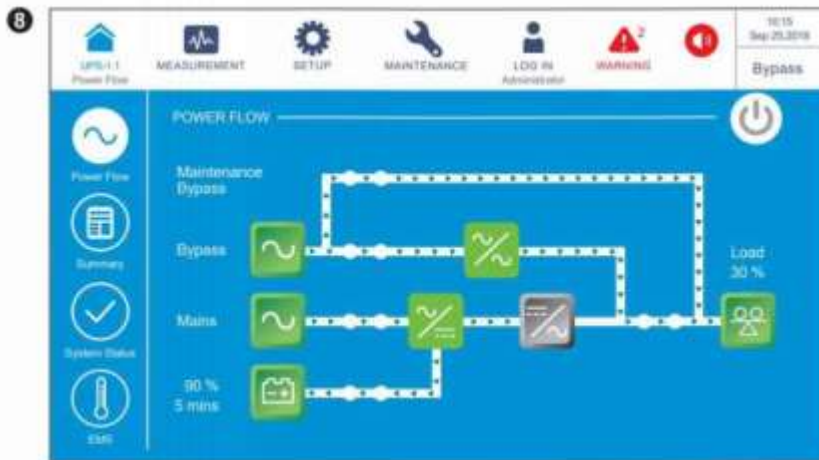 8
10:15
Sep 25,2018
UPS-1.1
Power Flow
MEASUREMENT
SETUP
MAINTENANCE
LOG IN
Administrator
2
WARNING
Bypass
POWER FLOW
Power Flow
Maintenance
Bypass
Bypass
Summary
Load
30 %
Mains
System Status
90 %
5 mins
EMS